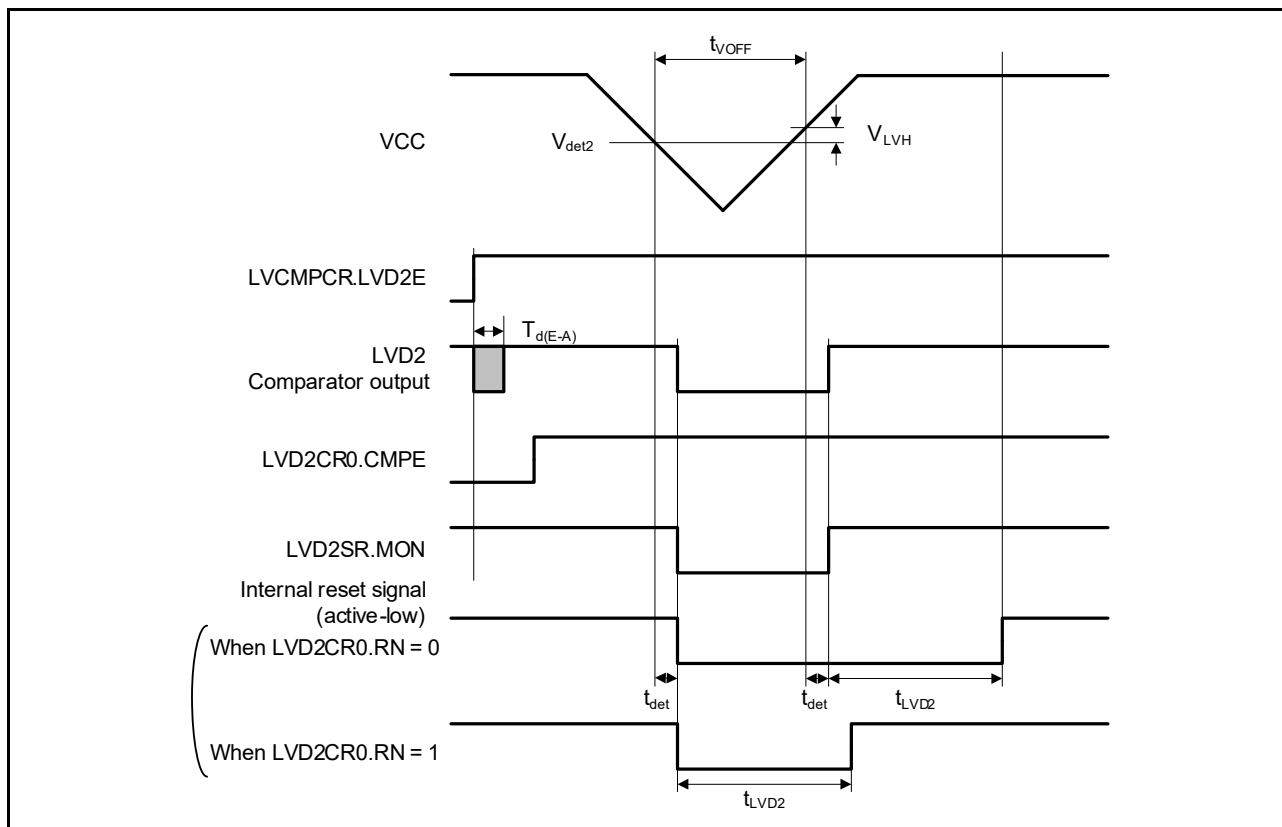 tVOFF
VCC
Vdet2
VLVH
LVCMPCR.LVD2E
Td(E-A)
LVD2
Comparator output
LVD2CR0.CMPE
LVD2SR.MON
Internal reset signal
(active-low)
When LVD2CR0.RN = 0
tdet
tdet
tLVD2
When LVD2CR0.RN = 1
tLVD2